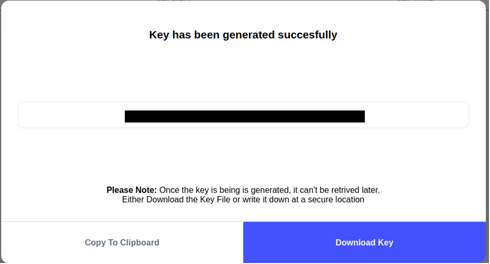 Key has been generated succesfully
Please Note: Once the key is being is generated, it can't be retrived later.
Either Download the Key File or write it down at a secure location
Copy To Clipboard
Download Key